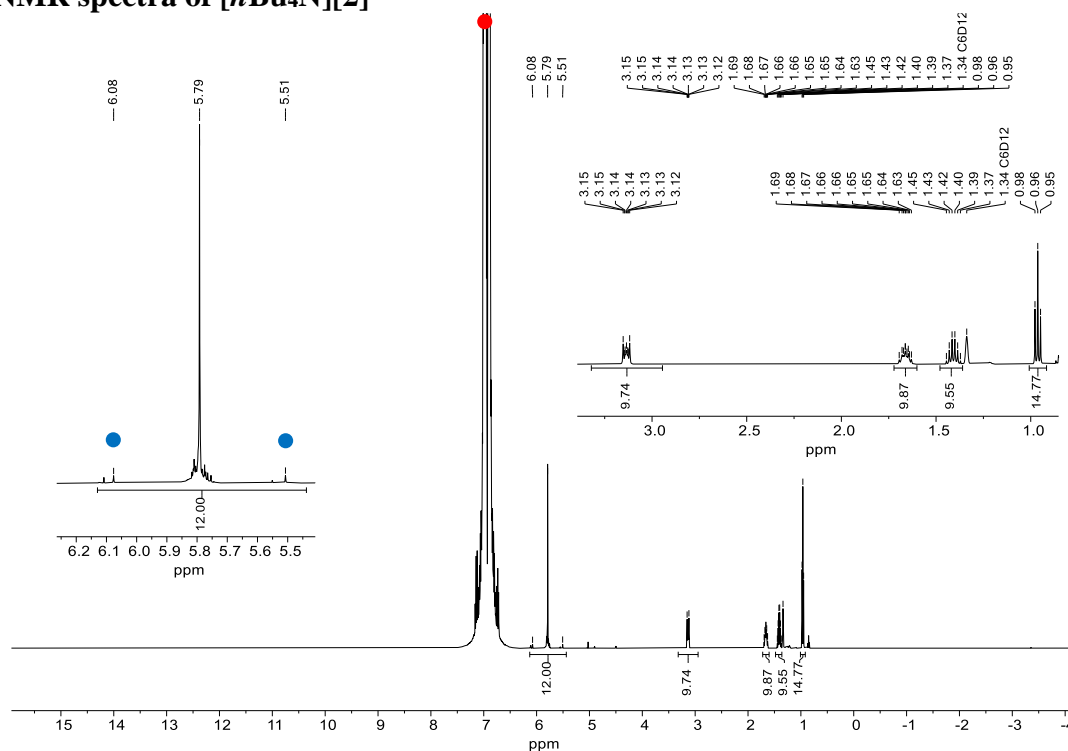 NMR spectra of [nBu4N][2]
6.08 5.79 5.51
6.08 5.79 5.51 3.15 3.15 3.14 3.14 3.13 3.13 3.12 1.69 1.68 1.67 1.66 1.66 1.65 1.65 1.64 1.63 1.45 1.43 1.42 1.40 1.39 1.37 1.34 C6D12 0.98 0.96 0.95
3.15 3.15 3.14 3.14 3.13 3.13 3.12 1.69 1.68 1.67 1.66 1.66 1.65 1.65 1.64 1.63 1.45 1.43 1.42 1.40 1.39 1.37 1.34 C6D12 0.98 0.96 0.95
9.74 9.87 9.55 14.77
3.0 2.5 2.0 1.5 1.0
ppm
12.00
6.2 6.1 6.0 5.9 5.8 5.7 5.6 5.5
ppm
12.00 9.74 9.87 9.55 14.77
15 14 13 12 11 10 9 8 7 6 5 4 3 2 1 0 -1 -2 -3
ppm